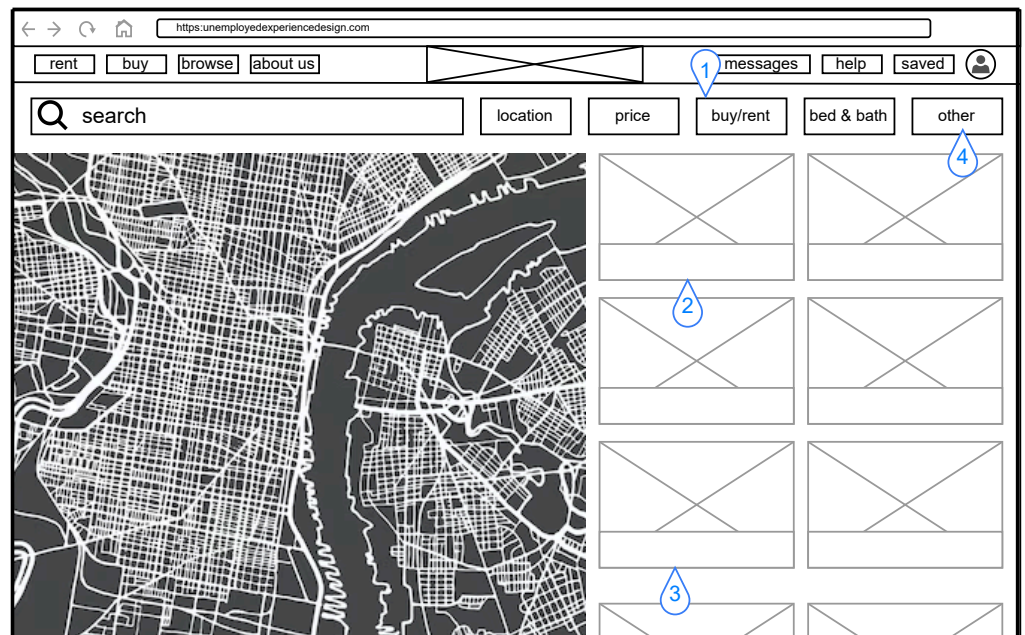 https:unemployedexperiencedesign.com
rent buy browse about us messages help saved
1
search location price buy/rent bed & bath other
4
2
3